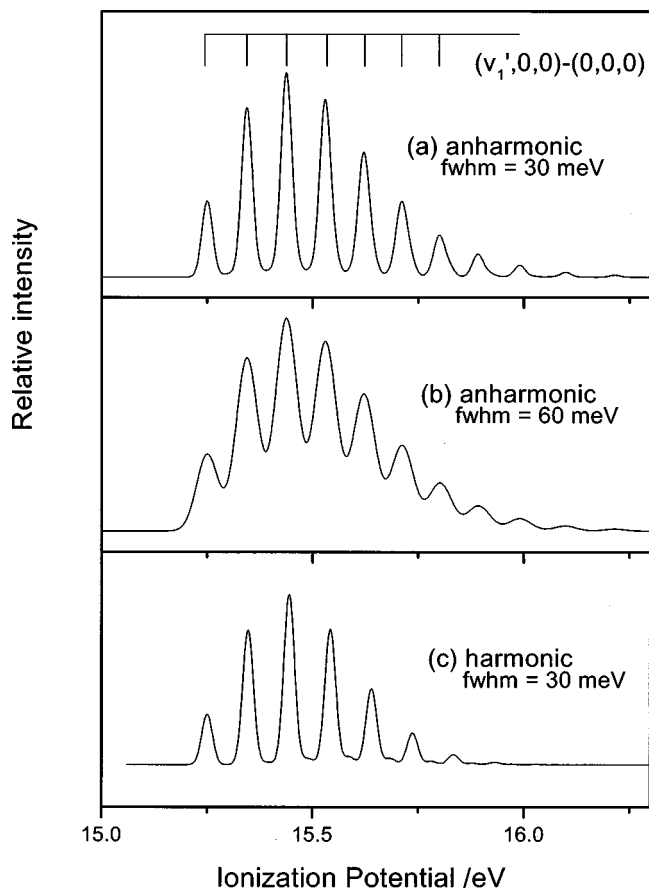 (v₁',0,0)-(0,0,0)
(a) anharmonic
fwhm = 30 meV
(b) anharmonic
fwhm = 60 meV
(c) harmonic
fwhm = 30 meV
Relative intensity
15.0 15.5 16.0
Ionization Potential /eV